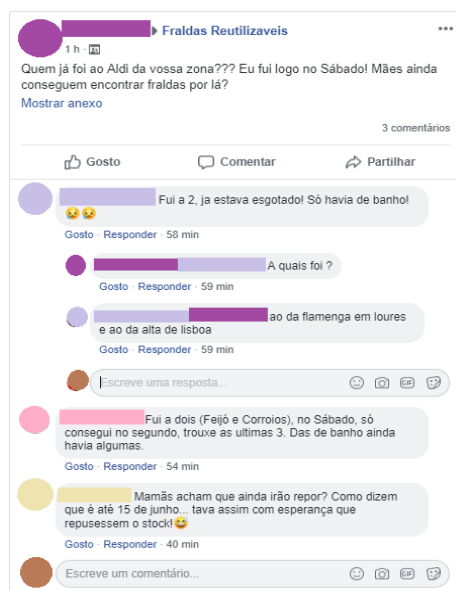 Fraldas Reutilizaveis
1 h ·
Quem já foi ao Aldi da vossa zona??? Eu fui logo no Sábado! Mães ainda
conseguem encontrar fraldas por lá?
Mostrar anexo
3 comentários
Gosto Comentar Partilhar
Fui a 2, ja estava esgotado! Só havia de banho!
😥😥
Gosto · Responder · 58 min
A quais foi ?
Gosto · Responder · 59 min
ao da flamenga em loures
e ao da alta de lisboa
Gosto · Responder · 59 min
Escreve uma resposta... GIF
Fui a dois (Feijó e Corroios), no Sábado, só
consegui no segundo, trouxe as ultimas 3. Das de banho ainda
havia algumas.
Gosto · Responder · 54 min
Mamãs acham que ainda irão repor? Como dizem
que é até 15 de junho... tava assim com esperança que
repusessem o stock!😅
Gosto · Responder · 40 min
Escreve um comentário... GIF